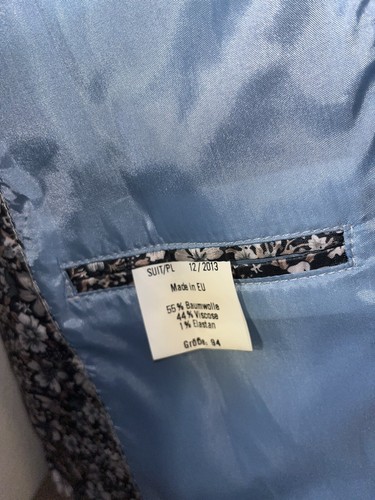 SUIT/PL 12/2013
Made in EU
55% Baumwolle
44% Viscose
1% Elastan
Größe: 94